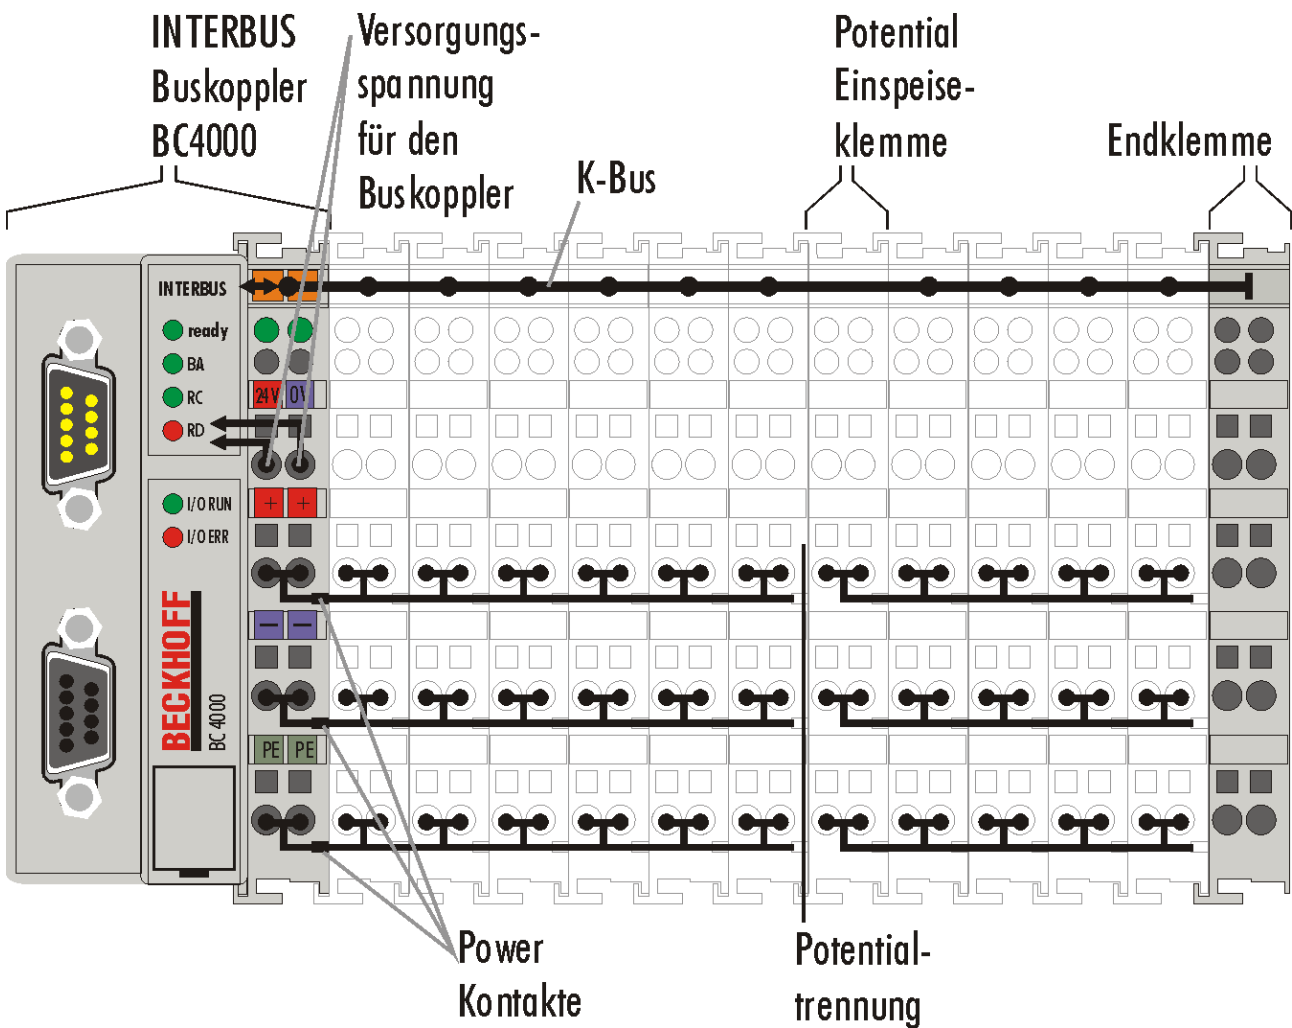 INTERBUS
Buskoppler
BC4000
Versorgungs-
spannung
für den
Buskoppler
K-Bus
Potential
Einspeise-
klemme
Endklemme
INTERBUS
ready
BA
RC
RD
24V 0V
I/O RUN
I/O ERR
+ +
— —
PE PE
BECKHOFF
BC 4000
Power
Kontakte
Potential-
trennung